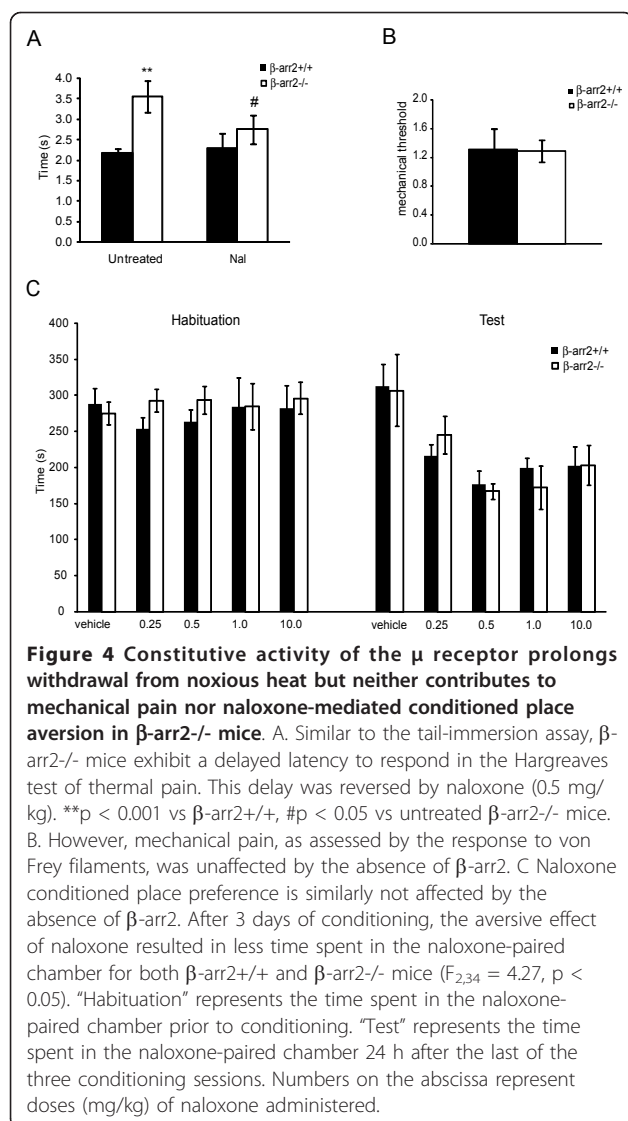 A
β-arr2+/+
β-arr2-/-
**
#
4.0
3.5
3.0
2.5
2.0
1.5
1.0
0.5
0.0
Time (s)
Untreated Nal
B
β-arr2+/+
β-arr2-/-
2.0
1.6
1.2
0.8
0.4
0.0
mechanical threshold
C
Habituation Test
β-arr2+/+
β-arr2-/-
400
350
300
250
200
150
100
50
0
Time (s)
vehicle 0.25 0.5 1.0 10.0 vehicle 0.25 0.5 1.0 10.0
Figure 4 Constitutive activity of the μ receptor prolongs
withdrawal from noxious heat but neither contributes to
mechanical pain nor naloxone-mediated conditioned place
aversion in β-arr2-/- mice. A. Similar to the tail-immersion assay, β-
arr2-/- mice exhibit a delayed latency to respond in the Hargreaves
test of thermal pain. This delay was reversed by naloxone (0.5 mg/
kg). **p < 0.001 vs β-arr2+/+, #p < 0.05 vs untreated β-arr2-/- mice.
B. However, mechanical pain, as assessed by the response to von
Frey filaments, was unaffected by the absence of β-arr2. C Naloxone
conditioned place preference is similarly not affected by the
absence of β-arr2. After 3 days of conditioning, the aversive effect
of naloxone resulted in less time spent in the naloxone-paired
chamber for both β-arr2+/+ and β-arr2-/- mice (F2,34 = 4.27, p <
0.05). “Habituation” represents the time spent in the naloxone-
paired chamber prior to conditioning. “Test” represents the time
spent in the naloxone-paired chamber 24 h after the last of the
three conditioning sessions. Numbers on the abscissa represent
doses (mg/kg) of naloxone administered.